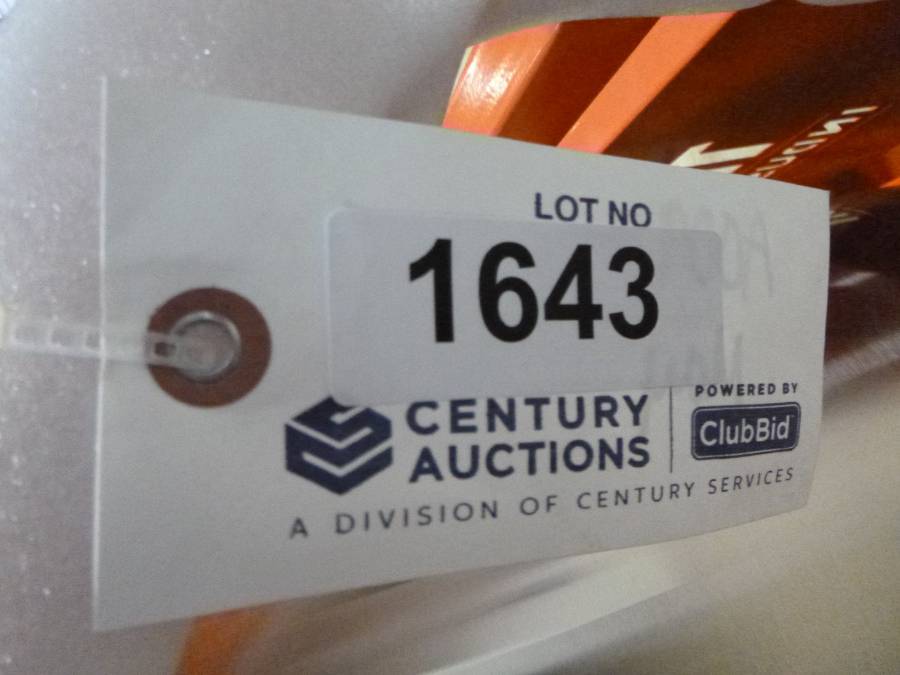 LOT NO
1643
CENTURY
AUCTIONS
POWERED BY
ClubBid
A DIVISION OF CENTURY SERVICES